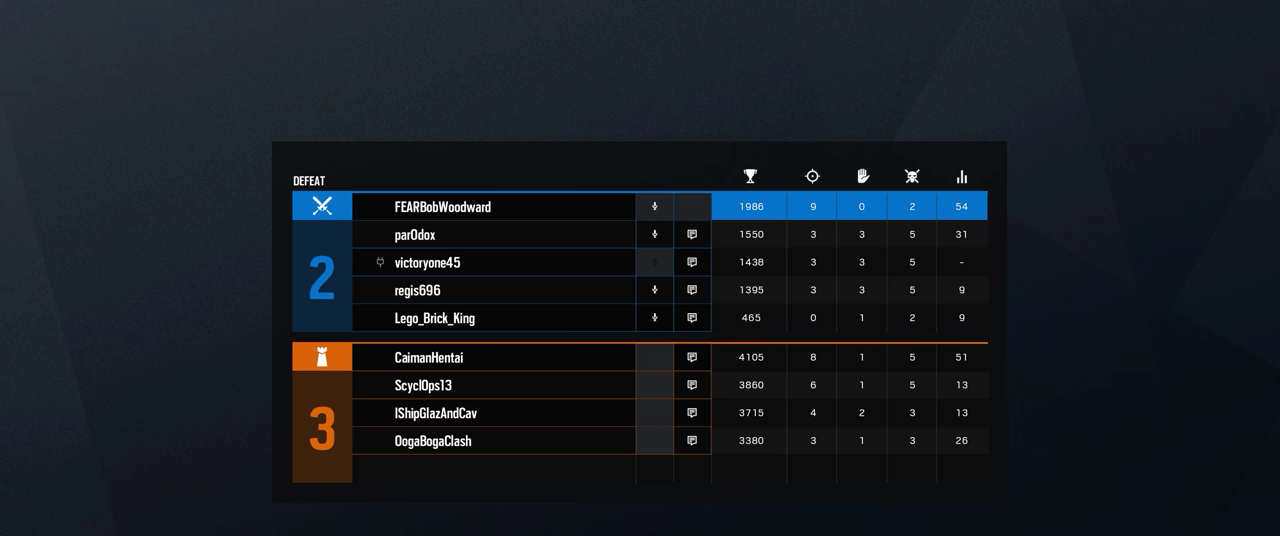 DEFEAT
FEARBobWoodward 1986 9 0 2 54
par0dox 1550 3 3 5 31
2
victoryone45 1438 3 3 5 -
regis696 1395 3 3 5 9
Lego_Brick_King 465 0 1 2 9
CaimanHentai 4105 8 1 5 51
Scycl0ps13 3860 6 1 5 13
3
IShipGlazAndCav 3715 4 2 3 13
OogaBogaClash 3380 3 1 3 26